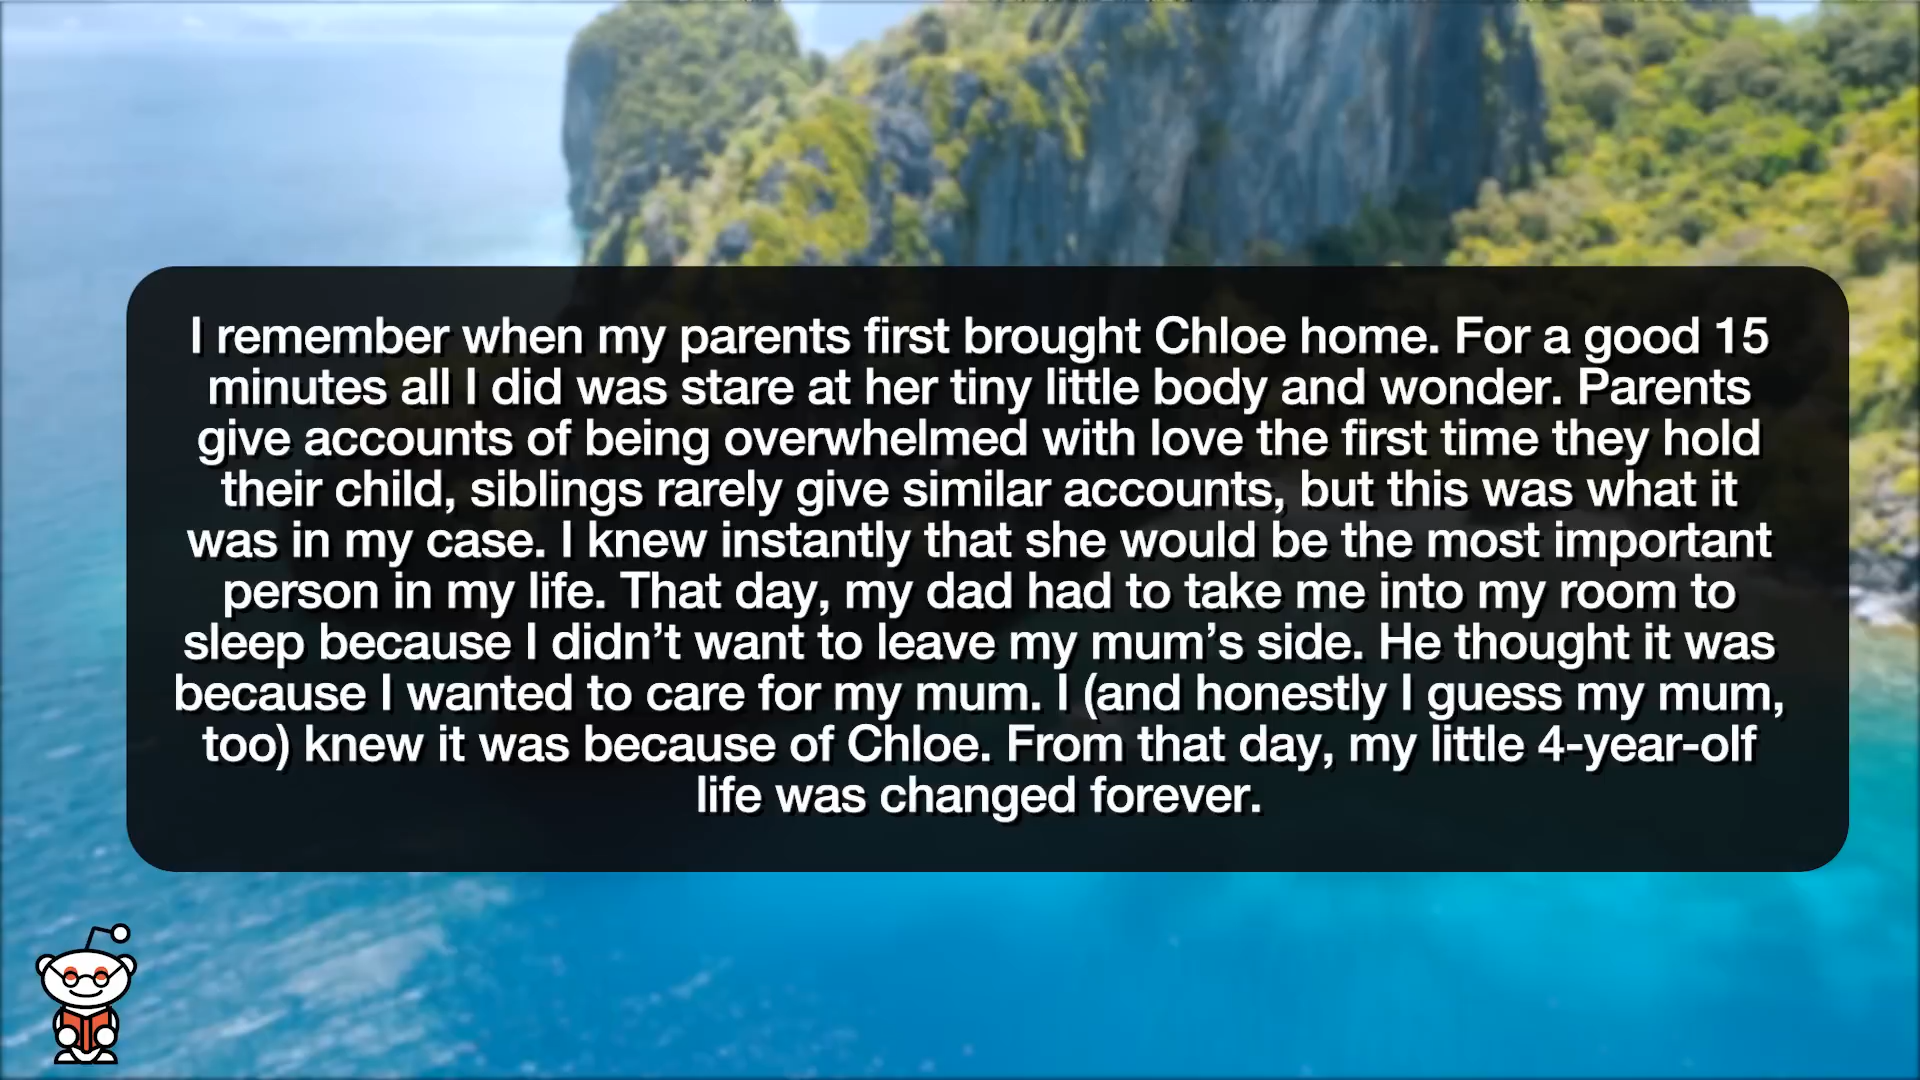 I remember when my parents first brought Chloe home. For a good 15
minutes all I did was stare at her tiny little body and wonder. Parents
give accounts of being overwhelmed with love the first time they hold
their child, siblings rarely give similar accounts, but this was what it
was in my case. I knew instantly that she would be the most important
person in my life. That day, my dad had to take me into my room to
sleep because I didn’t want to leave my mum’s side. He thought it was
because I wanted to care for my mum. I (and honestly I guess my mum,
too) knew it was because of Chloe. From that day, my little 4-year-olf
life was changed forever.